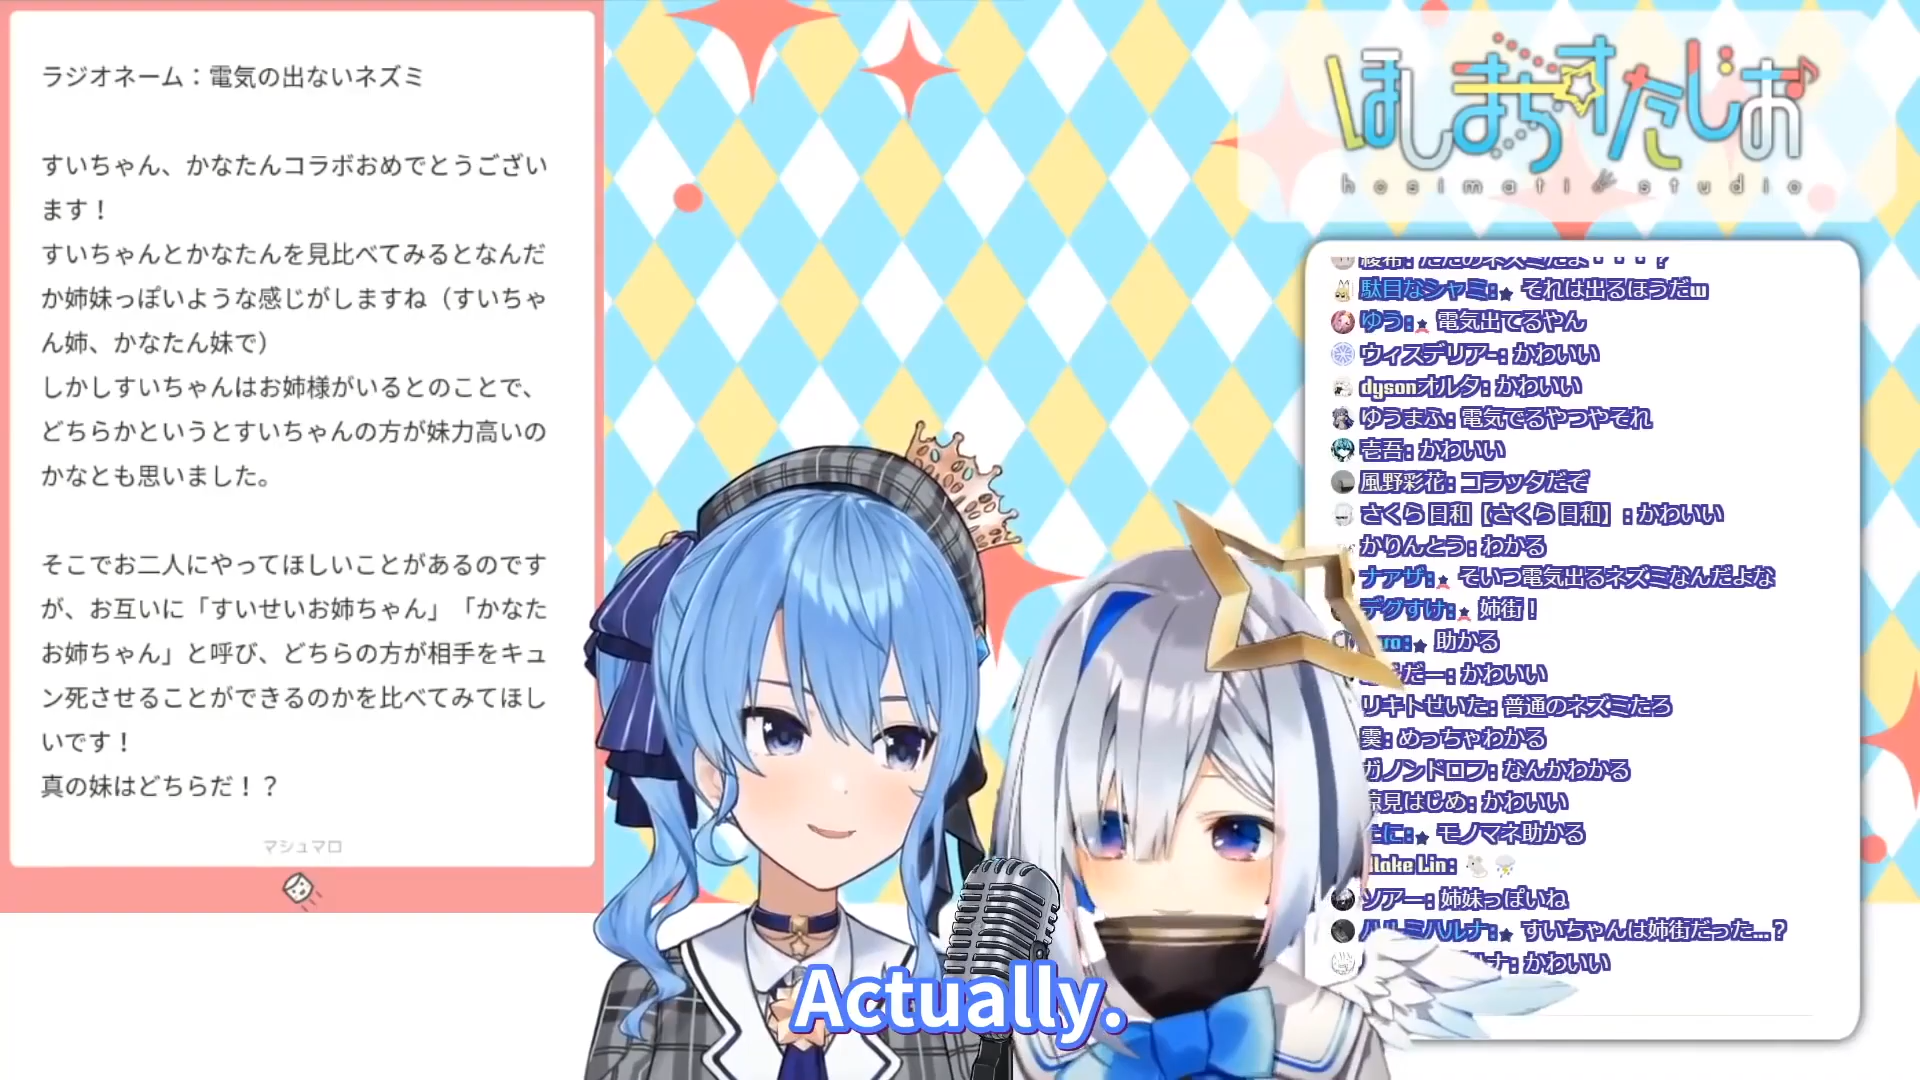 ラジオネーム：電気の出ないネズミ
すいちゃん、かなたんコラボおめでとうござい
ます！
すいちゃんとかなたんを見比べてみるとなんだ
か姉妹っぽいような感じがしますね（すいちゃ
ん姉、かなたん妹で）
しかしすいちゃんはお姉様がいるとのことで、
どちらかというとすいちゃんの方が妹力高いの
かなとも思いました。
そこでお二人にやってほしいことがあるのです
が、お互いに「すいせいお姉ちゃん」「かなた
お姉ちゃん」と呼び、どちらの方が相手をキュ
ン死させることができるのかを比べてみてほし
いです！
真の妹はどちらだ！？
マシュマロ
ほしまちすたじお
hosimati studio
駄目なシャミ: それは出るほうだw
ゆう: 電気出てるやん
ウィステリアー: かわいい
dysonオルタ: かわいい
ゆうまふ: 電気でるやつやそれ
壱吾: かわいい
風野彩花: コラッタだぞ
さくら日和【さくら日和】: かわいい
かりんとう: わかる
ナアザ: そいつ電気出るネズミなんだよな
デグすけ: 姉街！
助かる
だー: かわいい
リキトせいた: 普通のネズミたろ
雲: めっちゃわかる
ガノンドロフ: なんかわかる
見はじめ: かわいい
に: モノマネ助かる
lake Lin: 🐁⛈
ソアー: 姉妹っぽいね
ハルミハルナ: すいちゃんは姉街だった...？
ナ: かわいい
Actually.